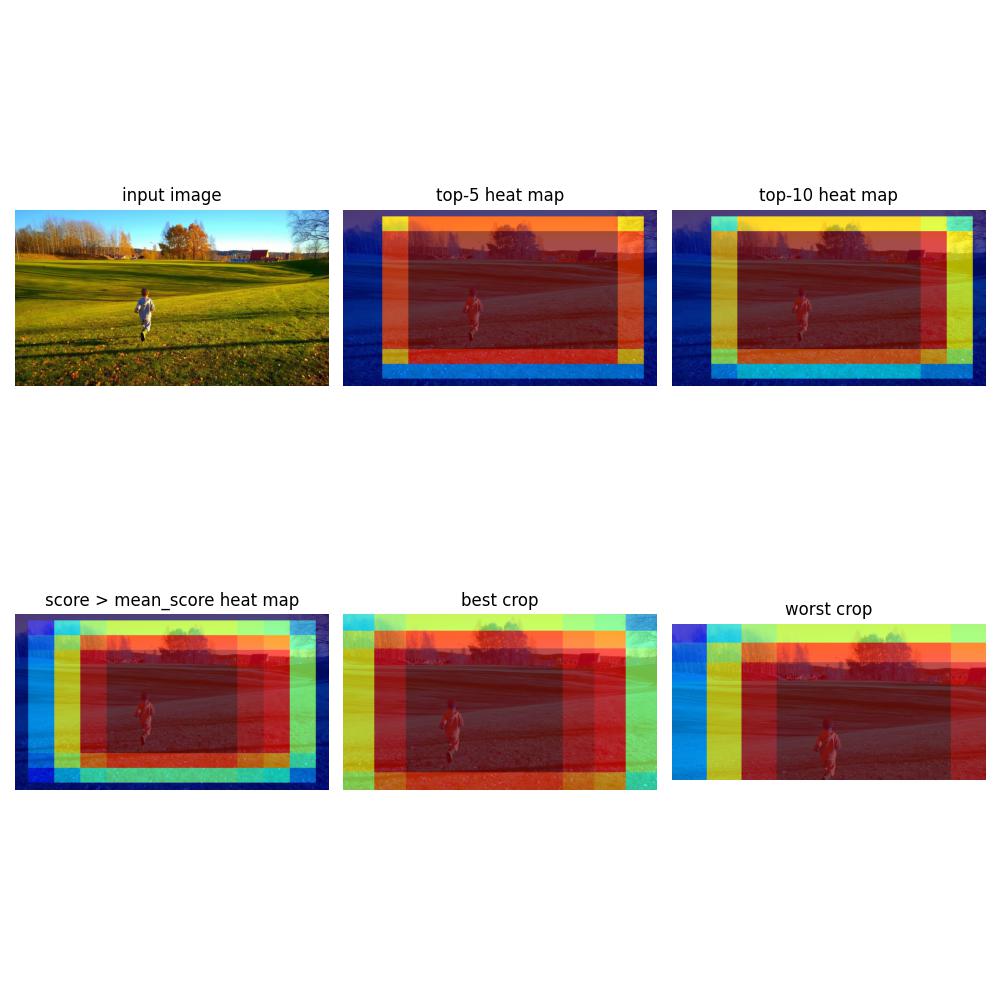 input image
top-5 heat map
top-10 heat map
score > mean_score heat map
best crop
worst crop